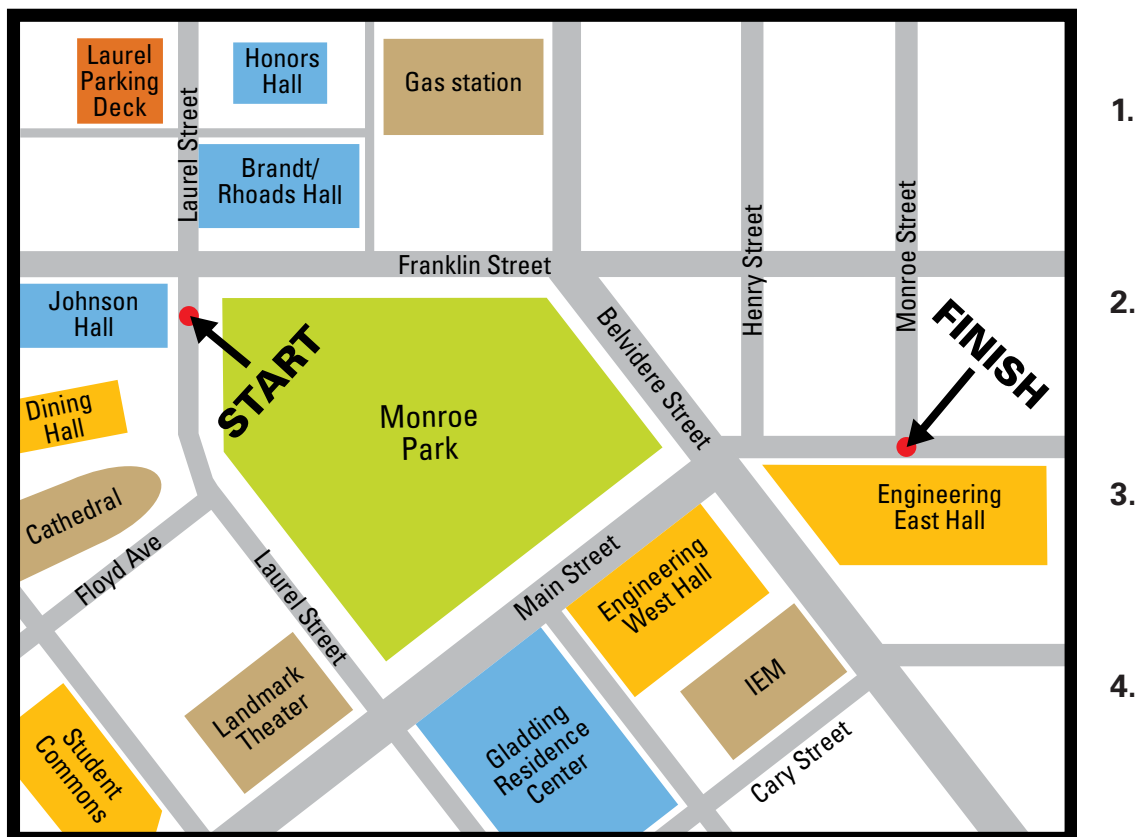 Laurel
Parking
Deck
Honors
Hall
Gas station
1.
Laurel Street
Brandt/
Rhoads Hall
Franklin Street
Henry Street
Monroe Street
Johnson
Hall
START
Belvidere Street
FINISH
2.
Dining
Hall
Monroe
Park
Cathedral
Engineering
East Hall
3.
Floyd Ave
Laurel Street
Main Street
Engineering
West Hall
Landmark
Theater
IEM
4.
Student
Commons
Gladding
Residence
Center
Cary Street